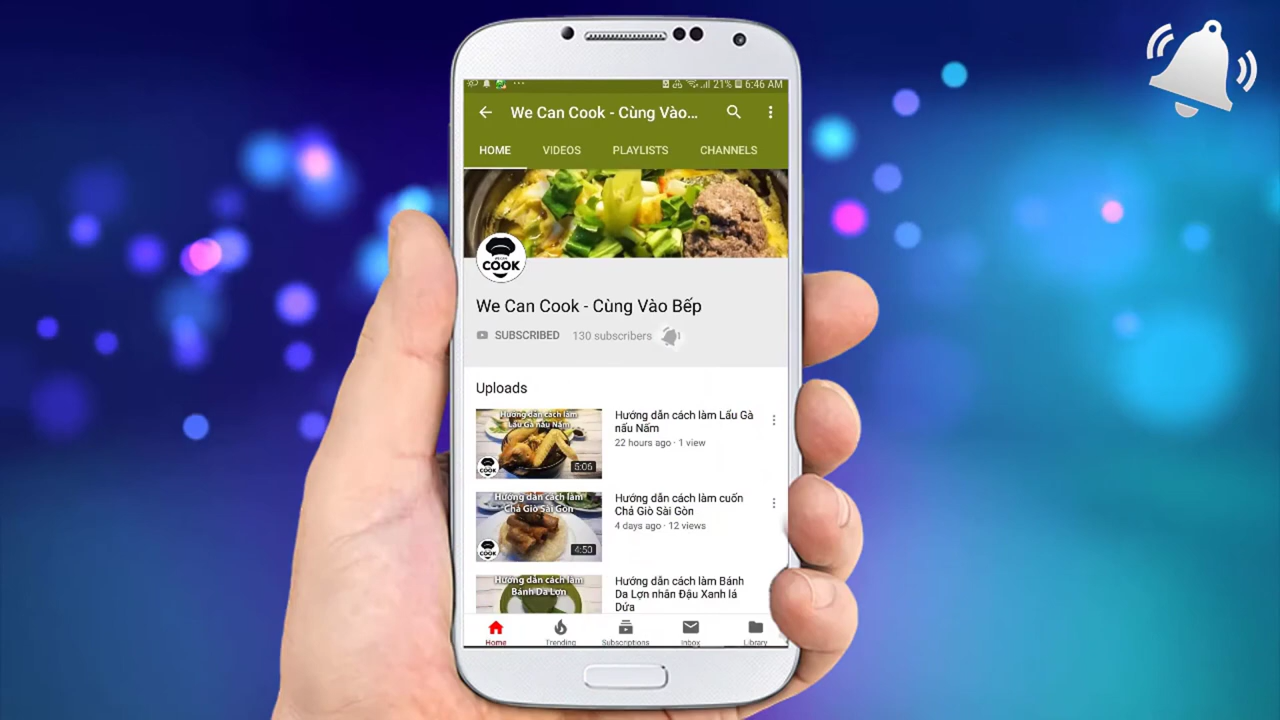 21% 6:46 AM
We Can Cook - Cùng Vào...
HOME VIDEOS PLAYLISTS CHANNELS
COOK
We Can Cook - Cùng Vào Bếp
SUBSCRIBED 130 subscribers
Uploads
Hướng dẫn cách làm
Lẩu Gà nấu Nấm
COOK
5:06
Hướng dẫn cách làm Lẩu Gà
nấu Nấm
22 hours ago · 1 view
Hướng dẫn cách làm
Chả Giò Sài Gòn
COOK
4:50
Hướng dẫn cách làm cuốn
Chả Giò Sài Gòn
4 days ago · 12 views
Hướng dẫn cách làm
Bánh Da Lợn
Hướng dẫn cách làm Bánh
Da Lợn nhân Đậu Xanh lá
Dứa
Home Trending Subscriptions Inbox Library